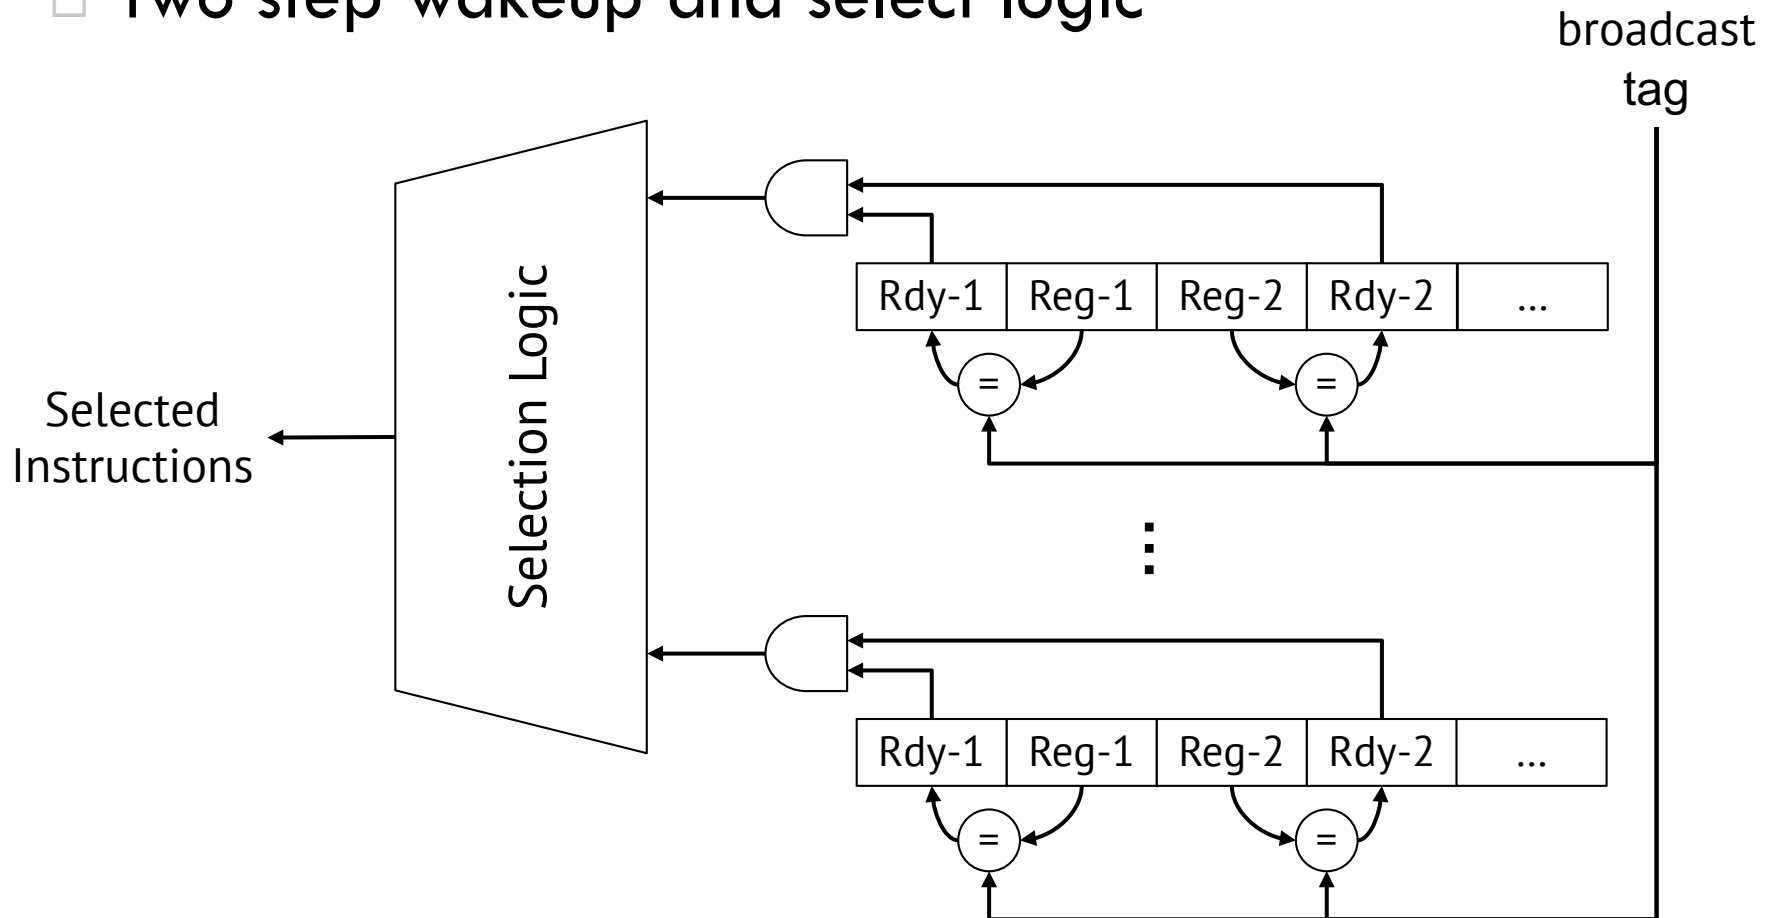 Two step wakeup and select logic
broadcast
tag
Rdy-1 Reg-1 Reg-2 Rdy-2 ...
= =
Selection Logic
Selected
Instructions
⋮
Rdy-1 Reg-1 Reg-2 Rdy-2 ...
= =